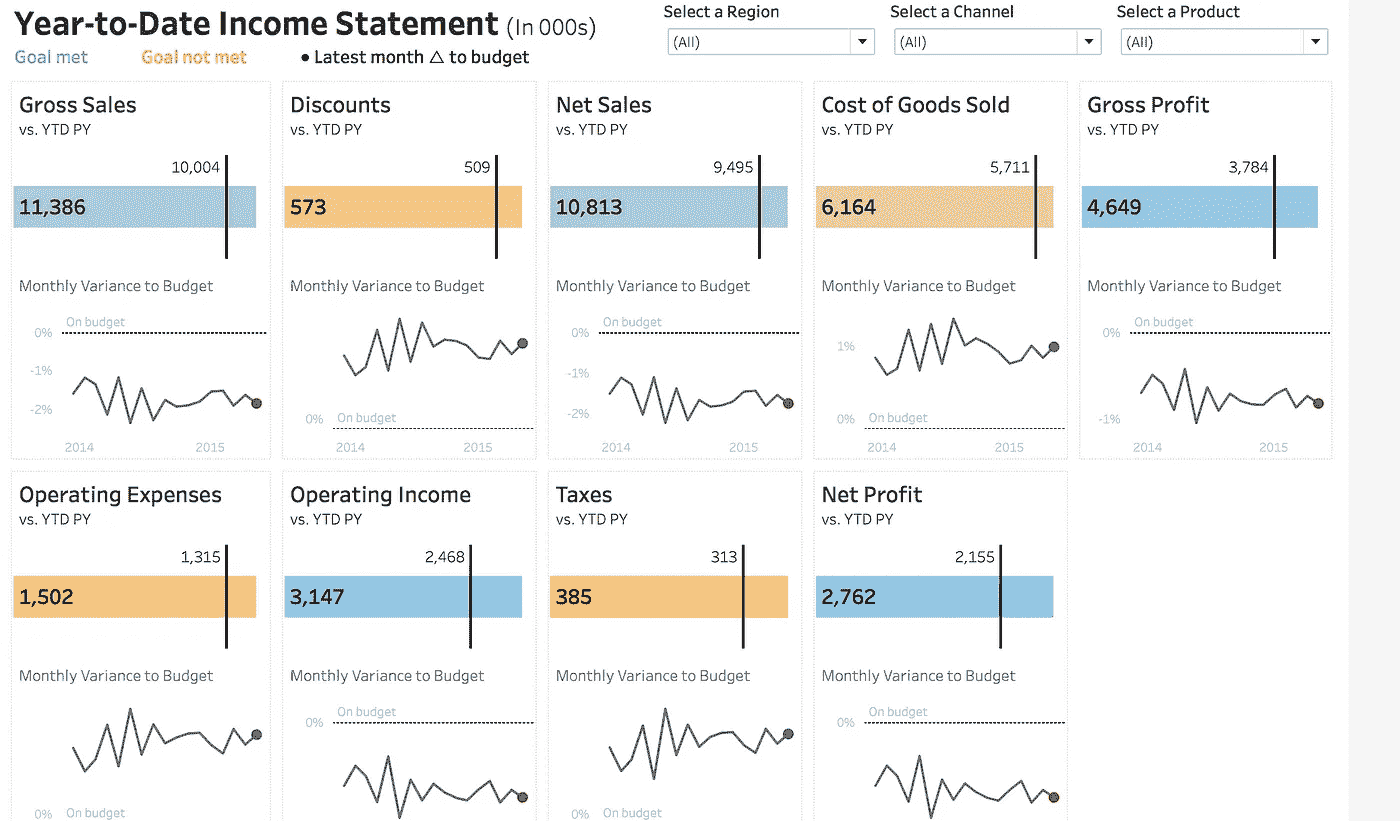 Year-to-Date Income Statement (In 000s)
Select a Region
Select a Channel
Select a Product
(All)
(All)
(All)
Goal met
Goal not met
● Latest month △ to budget
Gross Sales
vs. YTD PY
10,004
11,386
Monthly Variance to Budget
On budget
0%
-1%
-2%
2014
2015
Discounts
vs. YTD PY
509
573
Monthly Variance to Budget
0%
On budget
2014
2015
Net Sales
vs. YTD PY
9,495
10,813
Monthly Variance to Budget
On budget
0%
-1%
-2%
2014
2015
Cost of Goods Sold
vs. YTD PY
5,711
6,164
Monthly Variance to Budget
1%
0%
On budget
2014
2015
Gross Profit
vs. YTD PY
3,784
4,649
Monthly Variance to Budget
On budget
0%
-1%
2014
2015
Operating Expenses
vs. YTD PY
1,315
1,502
Monthly Variance to Budget
0%
On budget
Operating Income
vs. YTD PY
2,468
3,147
Monthly Variance to Budget
On budget
0%
Taxes
vs. YTD PY
313
385
Monthly Variance to Budget
0%
On budget
Net Profit
vs. YTD PY
2,155
2,762
Monthly Variance to Budget
On budget
0%